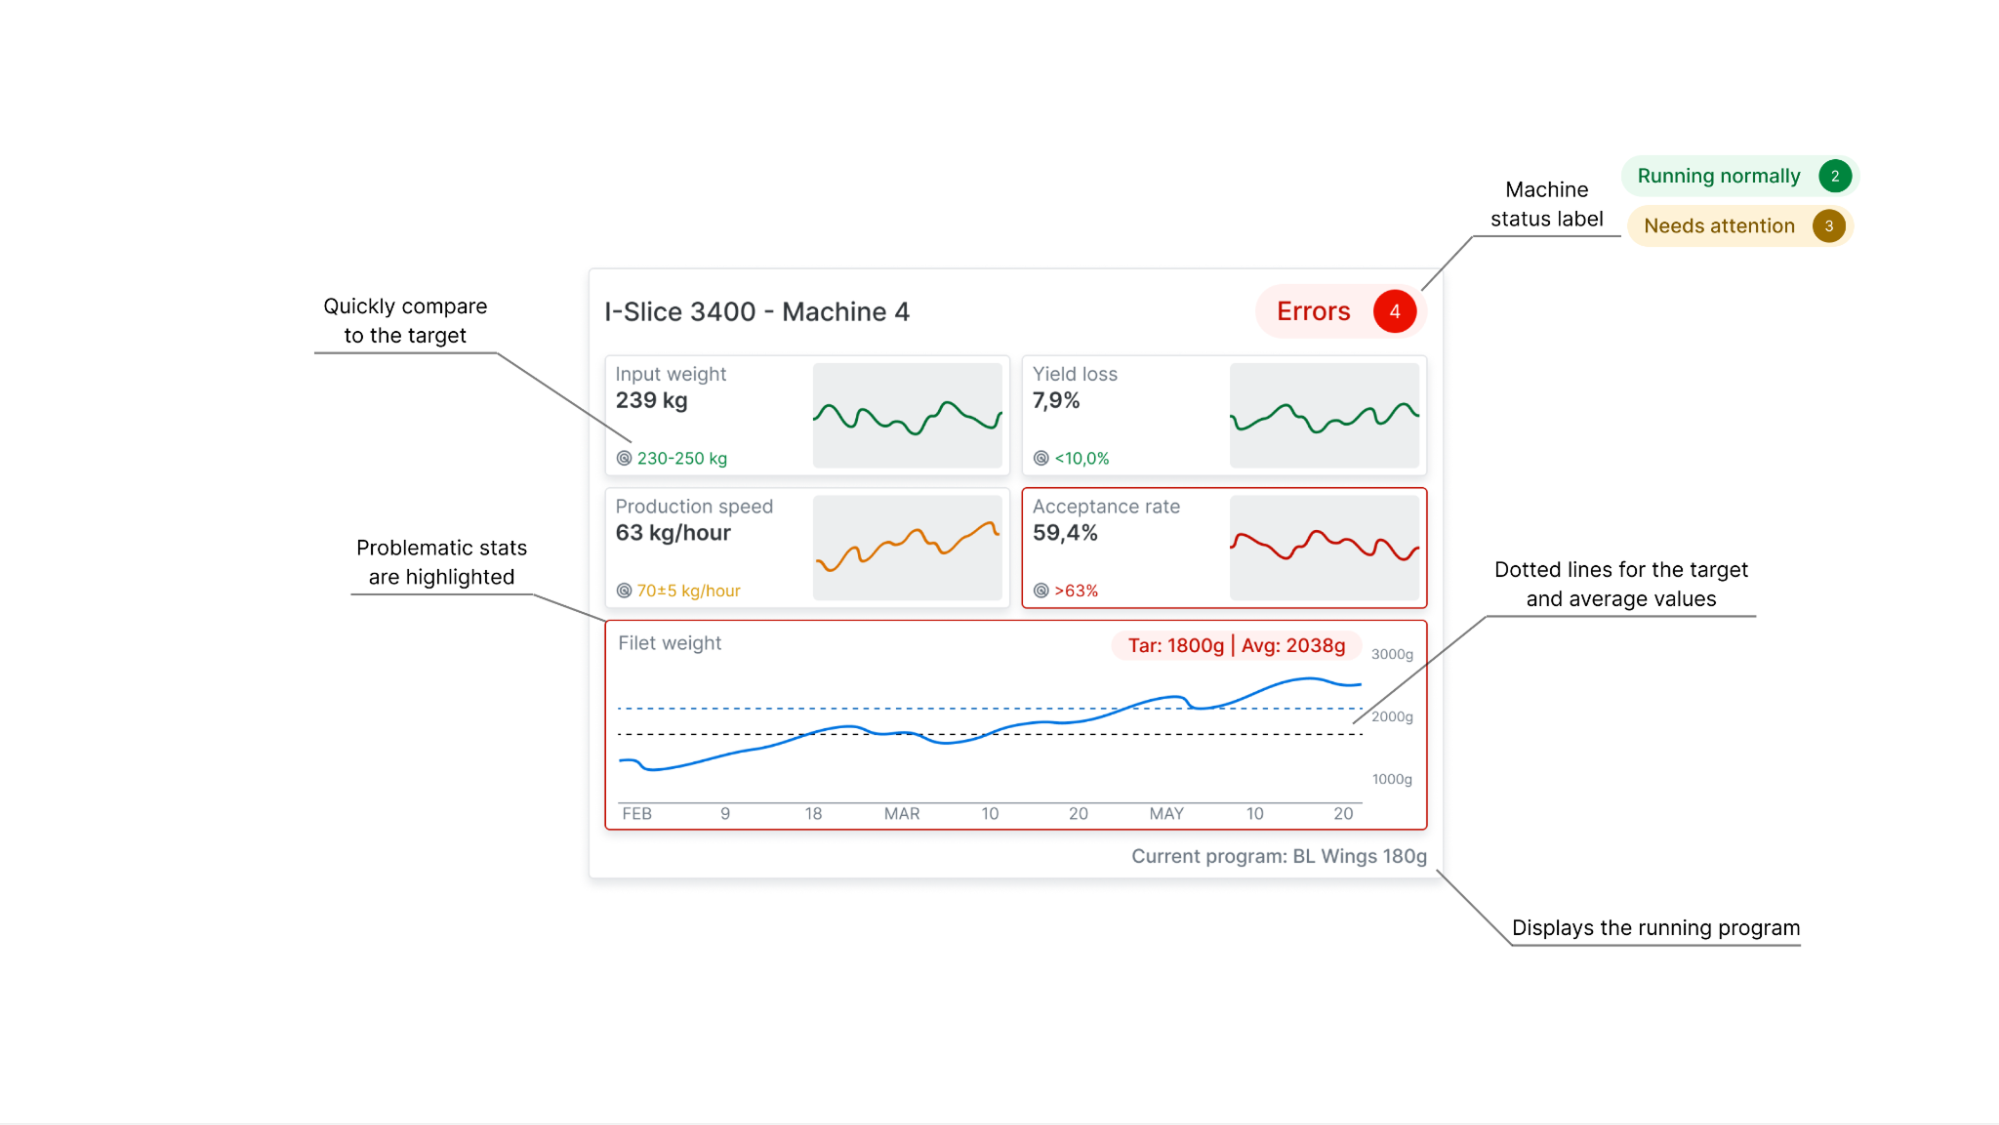 Running normally 2
Machine
status label
Needs attention 3
Quickly compare
to the target
I-Slice 3400 - Machine 4
Errors 4
Input weight
239 kg
230-250 kg
Yield loss
7,9%
<10,0%
Production speed
63 kg/hour
70±5 kg/hour
Acceptance rate
59,4%
>63%
Problematic stats
are highlighted
Dotted lines for the target
and average values
Filet weight
Tar: 1800g | Avg: 2038g
3000g
2000g
1000g
FEB 9 18 MAR 10 20 MAY 10 20
Current program: BL Wings 180g
Displays the running program